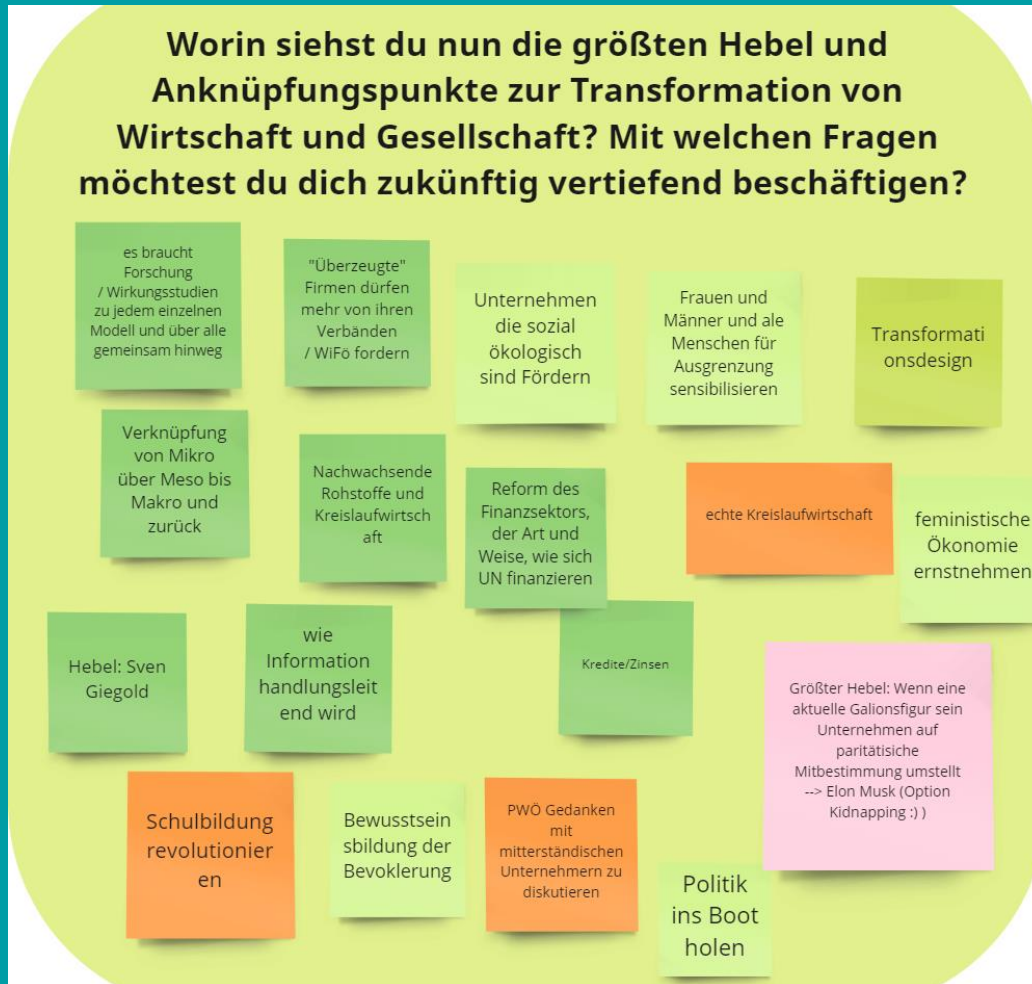 Worin siehst du nun die größten Hebel und
Anknüpfungspunkte zur Transformation von
Wirtschaft und Gesellschaft? Mit welchen Fragen
möchtest du dich zukünftig vertiefend beschäftigen?
es braucht
Forschung
/ Wirkungsstudien
zu jedem einzelnen
Modell und über alle
gemeinsam hinweg
"Überzeugte"
Firmen dürfen
mehr von ihren
Verbänden
/ WiFö fordern
Unternehmen
die sozial
ökologisch
sind Fördern
Frauen und
Männer und ale
Menschen für
Ausgrenzung
sensibilisieren
Transformati
onsdesign
Verknüpfung
von Mikro
über Meso bis
Makro und
zurück
Nachwachsende
Rohstoffe und
Kreislaufwirtsch
aft
Reform des
Finanzsektors,
der Art und
Weise, wie sich
UN finanzieren
echte Kreislaufwirtschaft
feministische
Ökonomie
ernstnehmen
Hebel: Sven
Giegold
wie
Information
handlungsleit
end wird
Kredite/Zinsen
Größter Hebel: Wenn eine
aktuelle Galionsfigur sein
Unternehmen auf
paritätisiche
Mitbestimmung umstellt
--> Elon Musk (Option
Kidnapping :) )
Schulbildung
revolutionier
en
Bewusstsein
sbildung der
Bevoklerung
PWÖ Gedanken
mit
mitterständischen
Unternehmern zu
diskutieren
Politik
ins Boot
holen